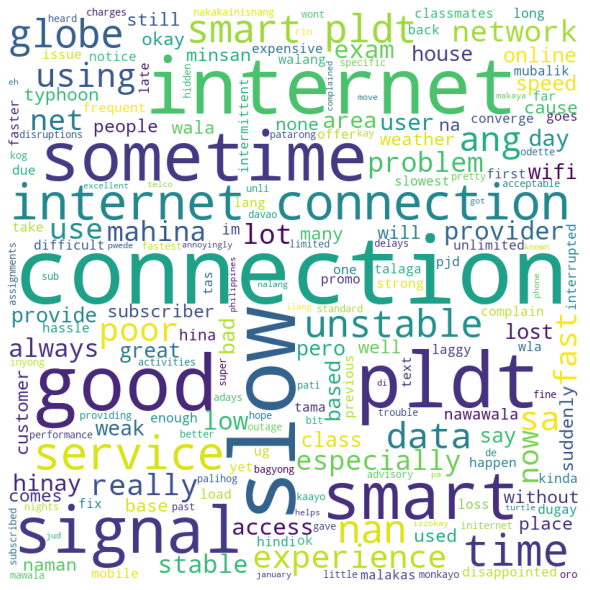 charges
heard
nakakainisnang
wont
rin
specific
classmates
long
globe
issue
still
okay
smart pldt
minsan
expensive
walang
complained
back
notice
late
hidden
exam
move
makaya
network
online
mubalik
using
internet
house
speed
typhoon
faster
frequent
none
area
user
na
converge
goes
eh
disruptions
net
people
wala
intermittent
offer
kay
weather
cause
far
kog
patarong
ang
day
odette
sometime
problem
due
excellent
telco
unli
slowest
first
pretty
acceptable
wifi
internet connection
take
pwede
fastest
annoyingly
davao
lang
got
unlimited
known
use
mahina
im
lot
many
will
provider
difficult
limited
delays
one
talaga
pjd
strong
phone
interrupted
assignments
sub
connection
tas
philippines
nalang
clang
standard
promo
complain
provide
subscriber
hassle
hina
poor
bad
unstable
lost
fast
always
great
super
pero
well
laggy
wla
inyong
activities
pati
bit
based
previous
text
di
fine
customer
good
slow
pldt
suddenly
performance
providing
adays
tama
trouble
nawawala
sa
better
enough
hope
low
class
data
now
say
de
happen
kinda
weak
yet
outage
ug
especially
service
bagyong
advisory
pa
turtle
hinay
really
load
kaayo
loss
without
comes
fix
base
past
palihog
helps
gave
izzokay
initernet
dugay
subscribed
nights
access
smart
used
place
signal
nan
time
jud
naman
stable
hindi
ok
experience
mawala
mobile
january
little
malakas
monkayo
disappointed
oro